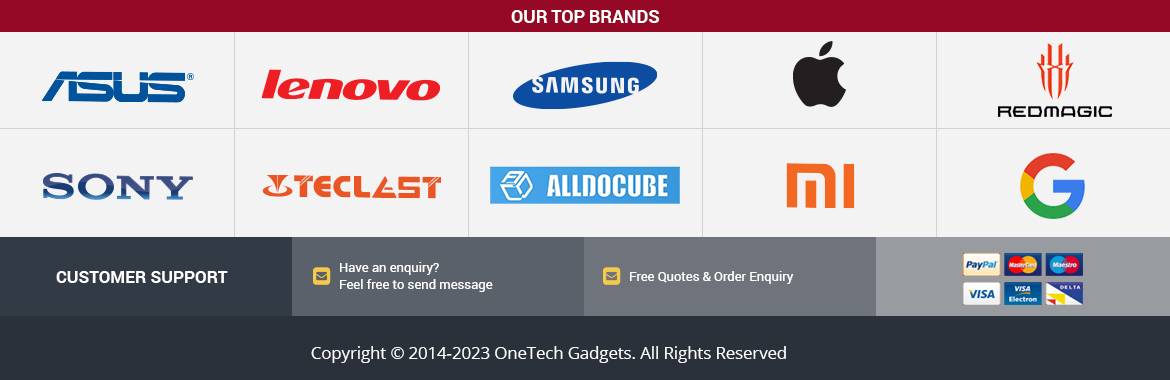 OUR TOP BRANDS
ASUS®
lenovo
SAMSUNG
REDMAGIC
SONY
TECLAST
ALLDOCUBE
mi
G
CUSTOMER SUPPORT
Have an enquiry?
Feel free to send message
Free Quotes & Order Enquiry
PayPal
MasterCard
Maestro
VISA
VISA
Electron
DELTA
Copyright © 2014-2023 OneTech Gadgets. All Rights Reserved